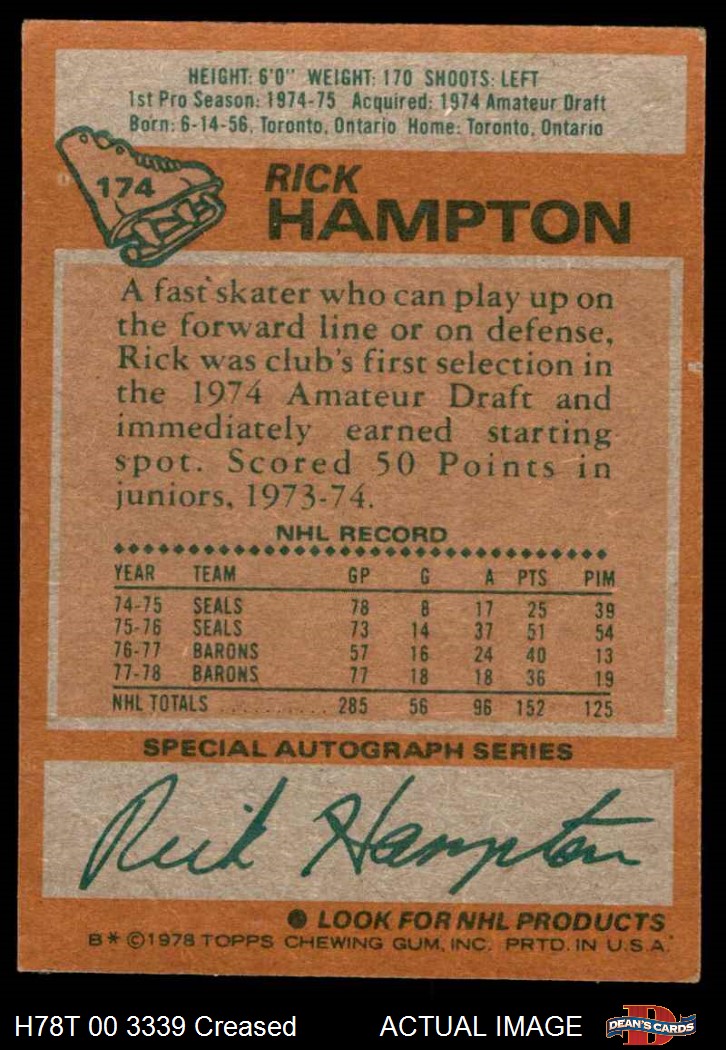 HEIGHT: 6'0" WEIGHT: 170 SHOOTS: LEFT
1st Pro Season: 1974-75 Acquired: 1974 Amateur Draft
Born: 6-14-56, Toronto, Ontario Home: Toronto, Ontario
174
RICK
HAMPTON
A fast skater who can play up on
the forward line or on defense,
Rick was club's first selection in
the 1974 Amateur Draft and
immediately earned starting
spot. Scored 50 Points in
juniors, 1973-74.
NHL RECORD
YEAR TEAM GP G A PTS PIM
74-75 SEALS 78 8 17 25 39
75-76 SEALS 73 14 37 51 54
76-77 BARONS 57 16 24 40 13
77-78 BARONS 77 18 18 36 19
NHL TOTALS .......... 285 56 96 152 125
SPECIAL AUTOGRAPH SERIES
Rick Hampton
● LOOK FOR NHL PRODUCTS
B* ©1978 TOPPS CHEWING GUM, INC. PRTD. IN U.S.A.
H78T 00 3339 Creased ACTUAL IMAGE
DEAN'S CARDS